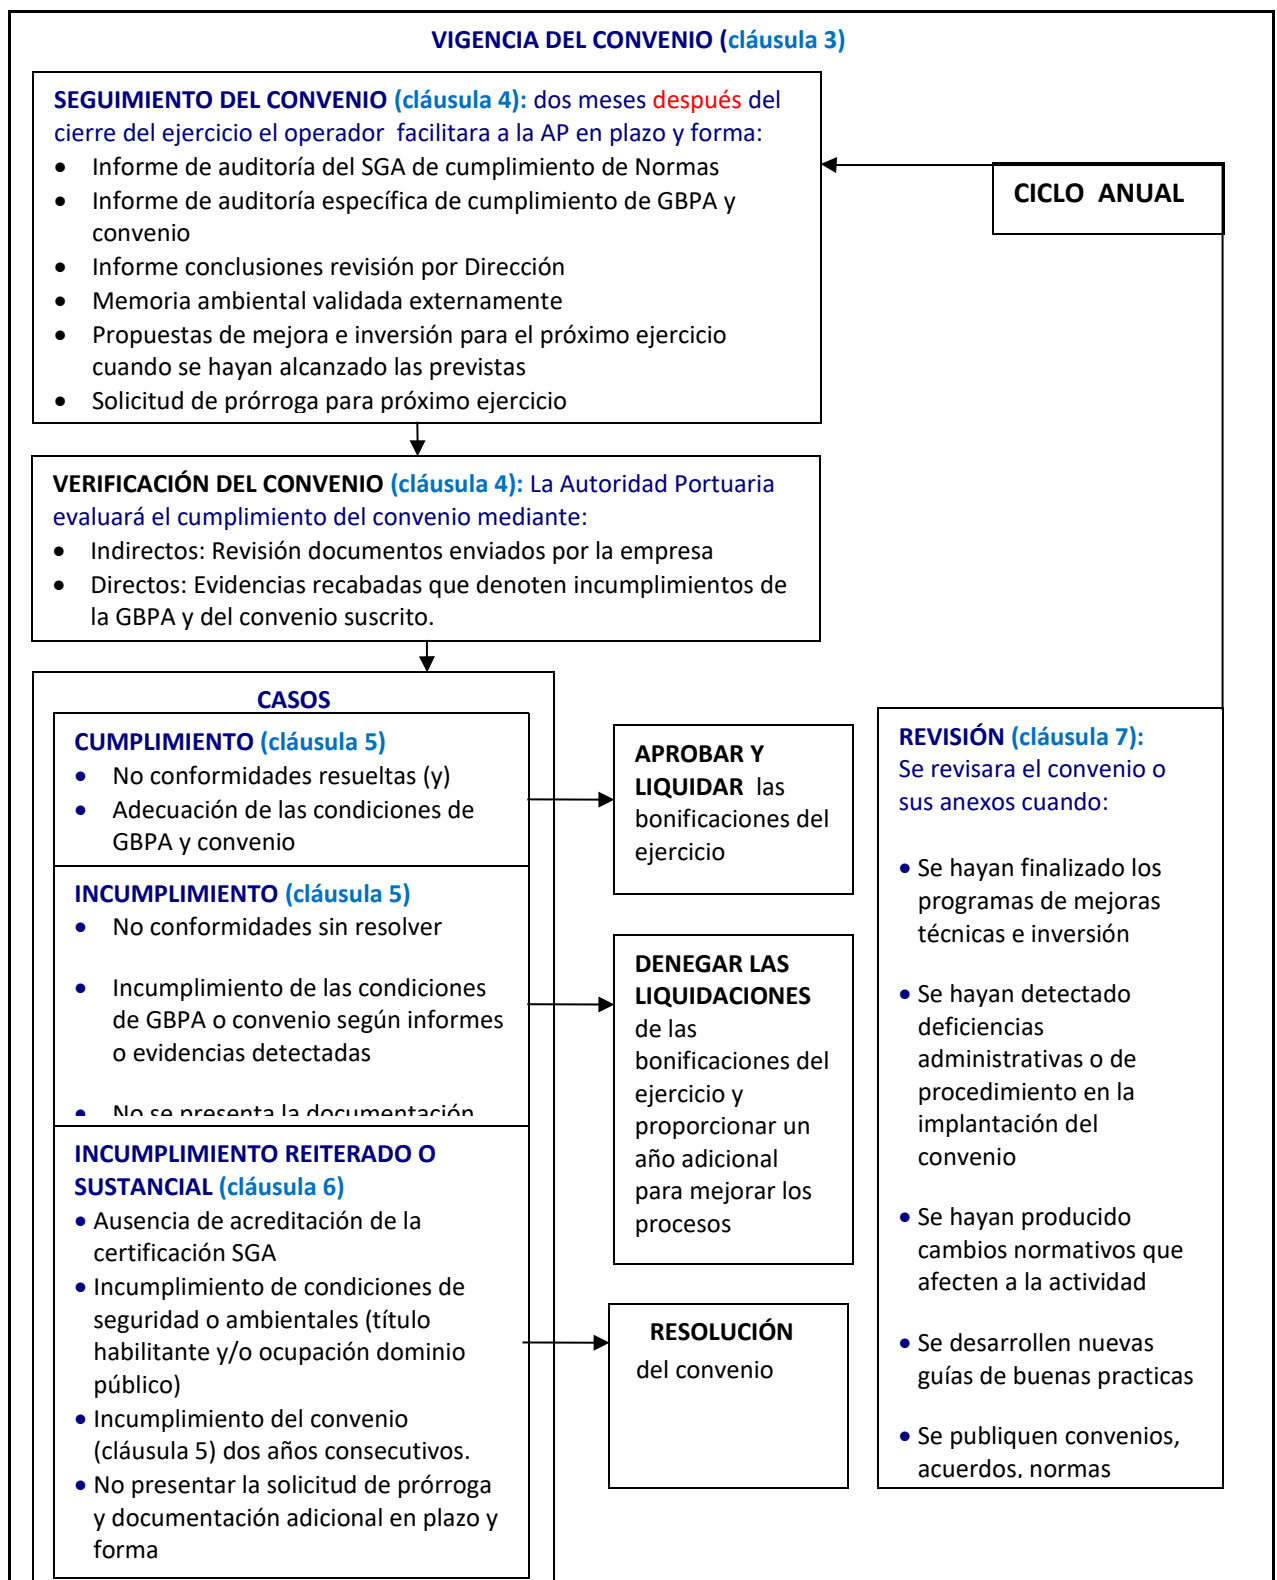 VIGENCIA DEL CONVENIO (cláusula 3)
SEGUIMIENTO DEL CONVENIO (cláusula 4): dos meses después del
cierre del ejercicio el operador facilitara a la AP en plazo y forma:
• Informe de auditoría del SGA de cumplimiento de Normas
• Informe de auditoría específica de cumplimiento de GBPA y
convenio
• Informe conclusiones revisión por Dirección
• Memoria ambiental validada externamente
• Propuestas de mejora e inversión para el próximo ejercicio
cuando se hayan alcanzado las previstas
• Solicitud de prórroga para próximo ejercicio
CICLO ANUAL
VERIFICACIÓN DEL CONVENIO (cláusula 4): La Autoridad Portuaria
evaluará el cumplimiento del convenio mediante:
• Indirectos: Revisión documentos enviados por la empresa
• Directos: Evidencias recabadas que denoten incumplimientos de
la GBPA y del convenio suscrito.
CASOS
CUMPLIMIENTO (cláusula 5)
• No conformidades resueltas (y)
• Adecuación de las condiciones de
GBPA y convenio
INCUMPLIMIENTO (cláusula 5)
• No conformidades sin resolver
• Incumplimiento de las condiciones
de GBPA o convenio según informes
o evidencias detectadas
• No se presenta la documentación
INCUMPLIMIENTO REITERADO O
SUSTANCIAL (cláusula 6)
• Ausencia de acreditación de la
certificación SGA
• Incumplimiento de condiciones de
seguridad o ambientales (título
habilitante y/o ocupación dominio
público)
• Incumplimiento del convenio
(cláusula 5) dos años consecutivos.
• No presentar la solicitud de prórroga
y documentación adicional en plazo y
forma
APROBAR Y
LIQUIDAR las
bonificaciones del
ejercicio
DENEGAR LAS
LIQUIDACIONES
de las
bonificaciones del
ejercicio y
proporcionar un
año adicional
para mejorar los
procesos
RESOLUCIÓN
del convenio
REVISIÓN (cláusula 7):
Se revisara el convenio o
sus anexos cuando:
• Se hayan finalizado los
programas de mejoras
técnicas e inversión
• Se hayan detectado
deficiencias
administrativas o de
procedimiento en la
implantación del
convenio
• Se hayan producido
cambios normativos que
afecten a la actividad
• Se desarrollen nuevas
guías de buenas practicas
• Se publiquen convenios,
acuerdos, normas